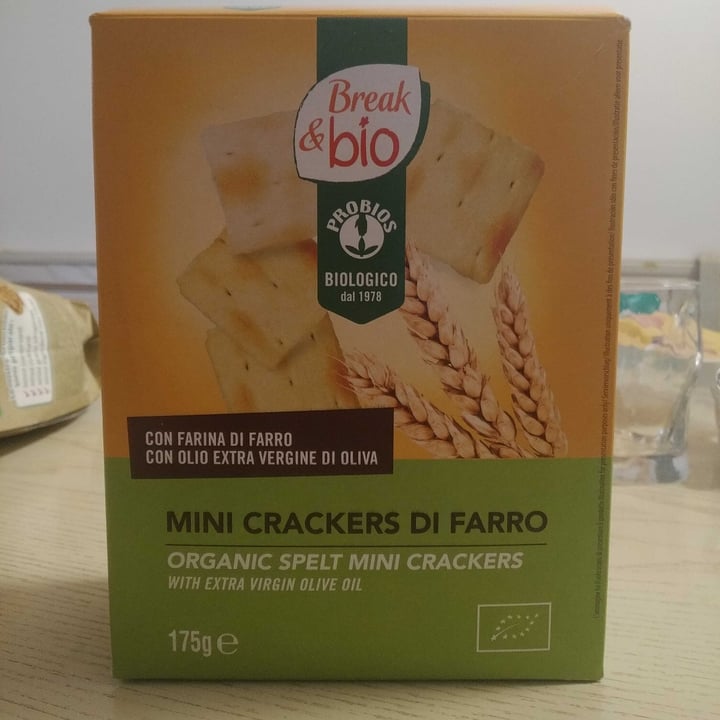 Break
&bio
PROBIOS
BIOLOGICO
dal 1978
CON FARINA DI FARRO
CON OLIO EXTRA VERGINE DI OLIVA
MINI CRACKERS DI FARRO
ORGANIC SPELT MINI CRACKERS
WITH EXTRA VIRGIN OLIVE OIL
175g e